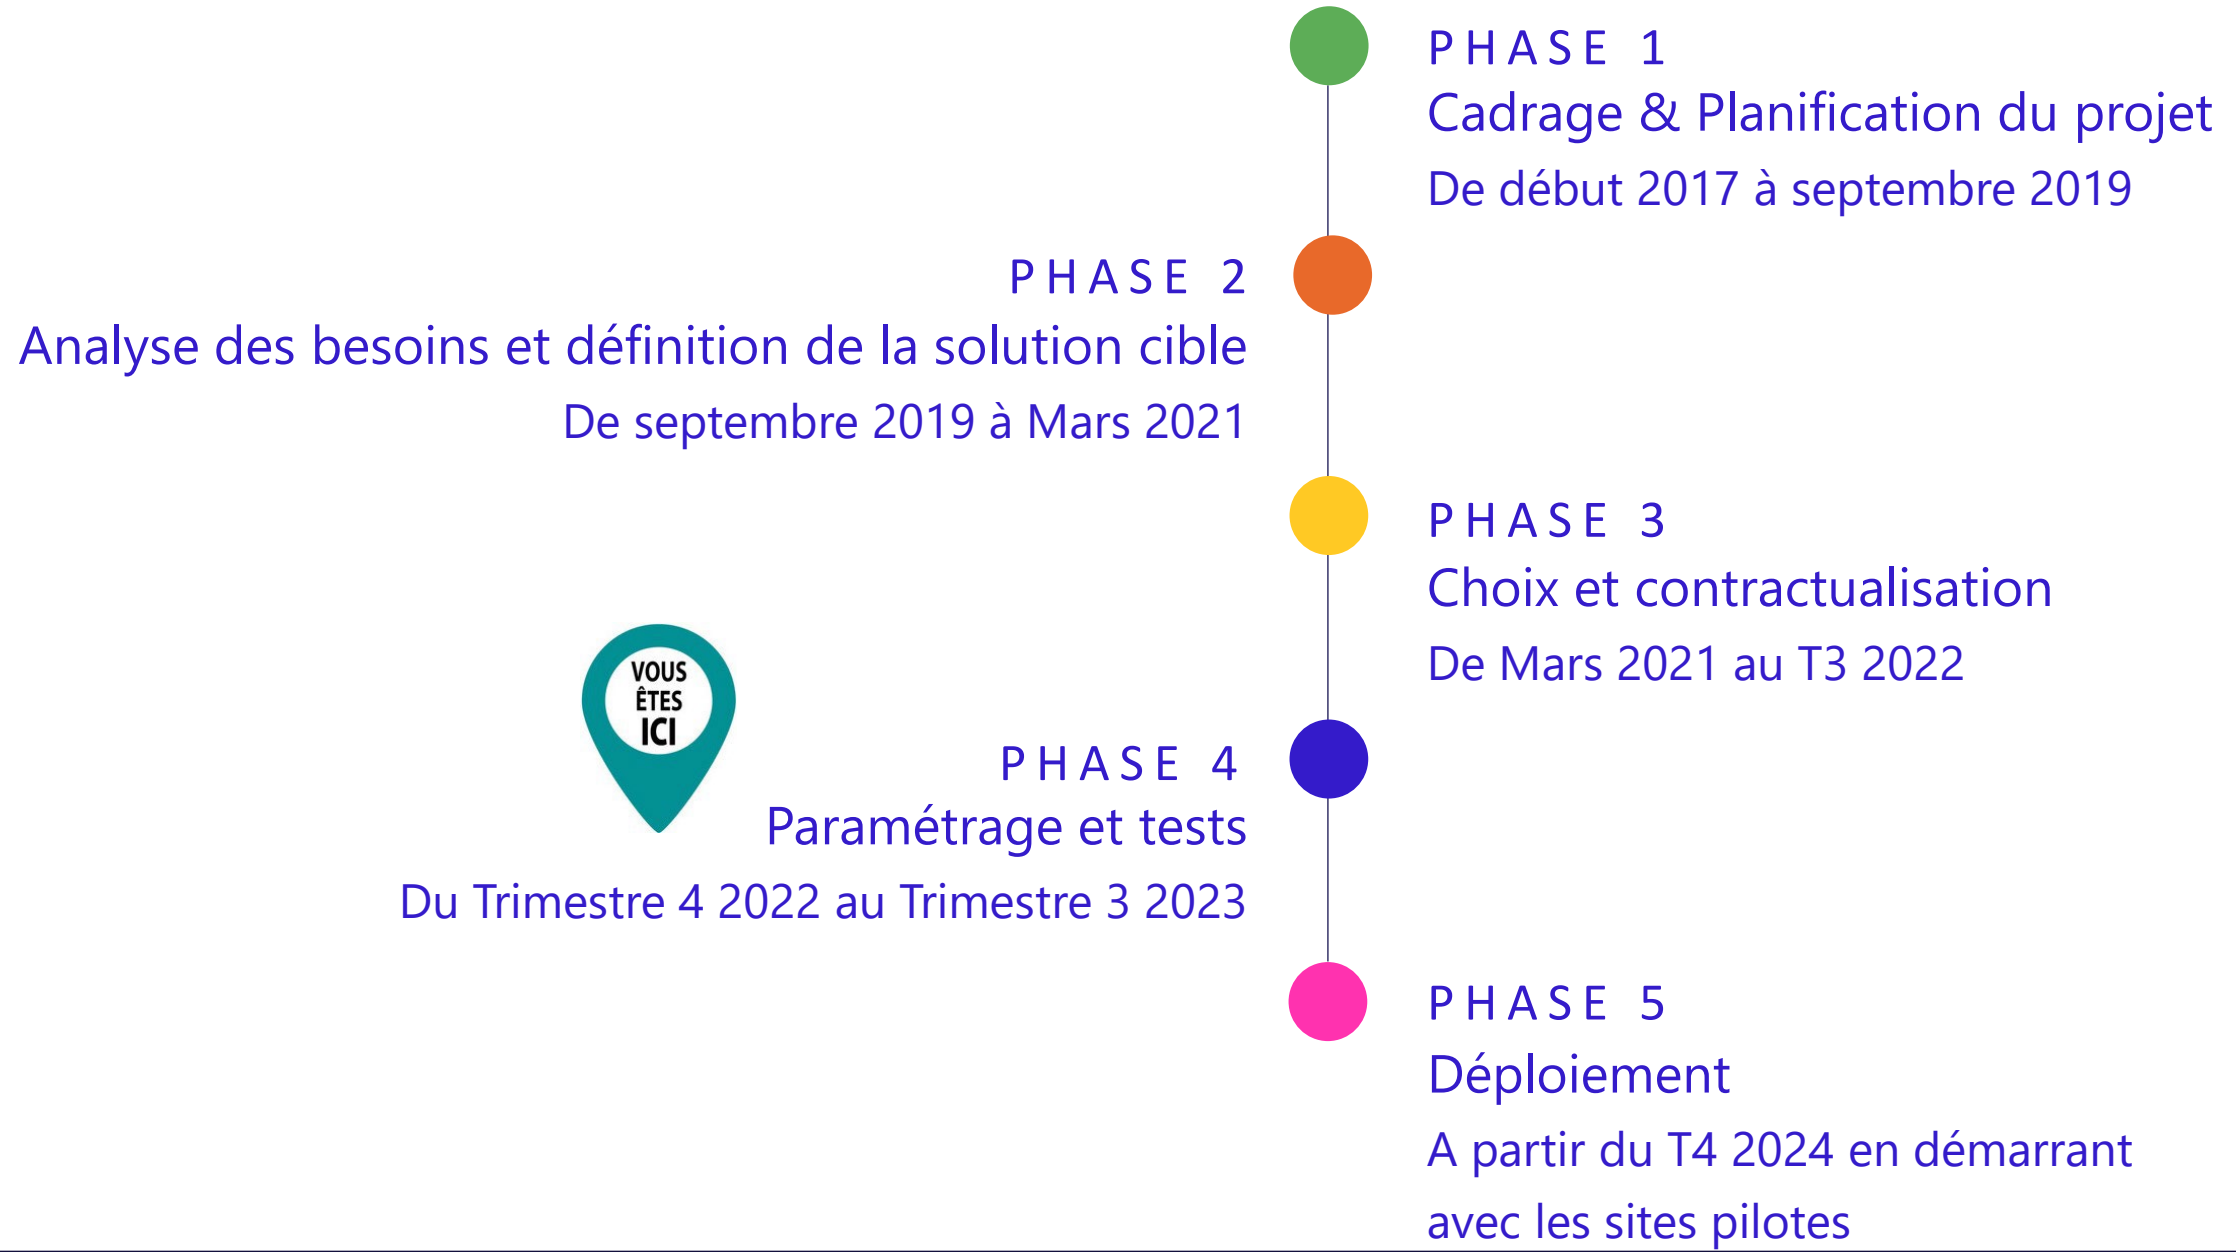 PHASE 1
Cadrage & Planification du projet
De début 2017 à septembre 2019
PHASE 2
Analyse des besoins et définition de la solution cible
De septembre 2019 à Mars 2021
PHASE 3
Choix et contractualisation
De Mars 2021 au T3 2022
VOUS
ÊTES
ICI
PHASE 4
Paramétrage et tests
Du Trimestre 4 2022 au Trimestre 3 2023
PHASE 5
Déploiement
A partir du T4 2024 en démarrant
avec les sites pilotes